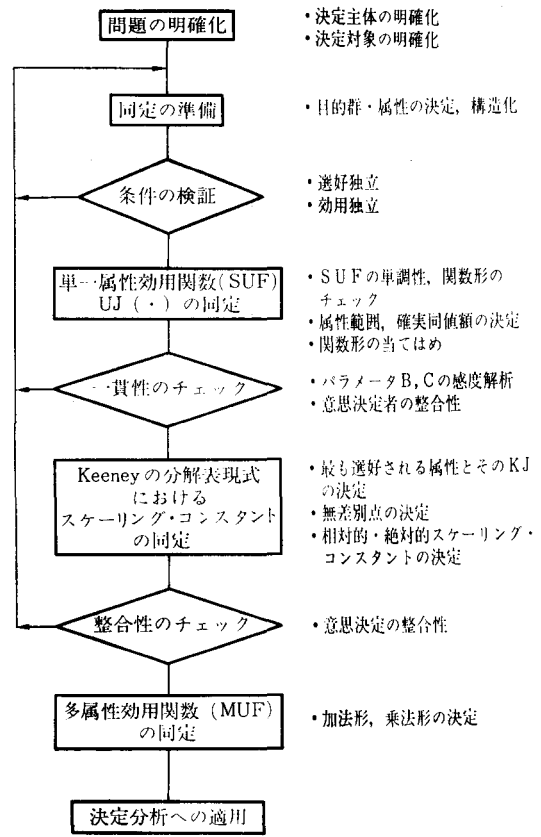 問題の明確化
・決定主体の明確化
・決定対象の明確化
同定の準備
・目的群・属性の決定，構造化
条件の検証
・選好独立
・効用独立
単一属性効用関数(SUF)
UJ (・) の同定
・SUFの単調性，関数形の
チェック
・属性範囲，確実同値額の決定
・関数形の当てはめ
一貫性のチェック
・パラメータB,Cの感度解析
・意思決定者の整合性
Keeneyの分解表現式
における
スケーリング・コンスタント
の同定
・最も選好される属性とそのKJ
の決定
・無差別点の決定
・相対的・絶対的スケーリング・
コンスタントの決定
整合性のチェック
・意思決定の整合性
多属性効用関数 (MUF)
の同定
・加法形，乗法形の決定
決定分析への適用